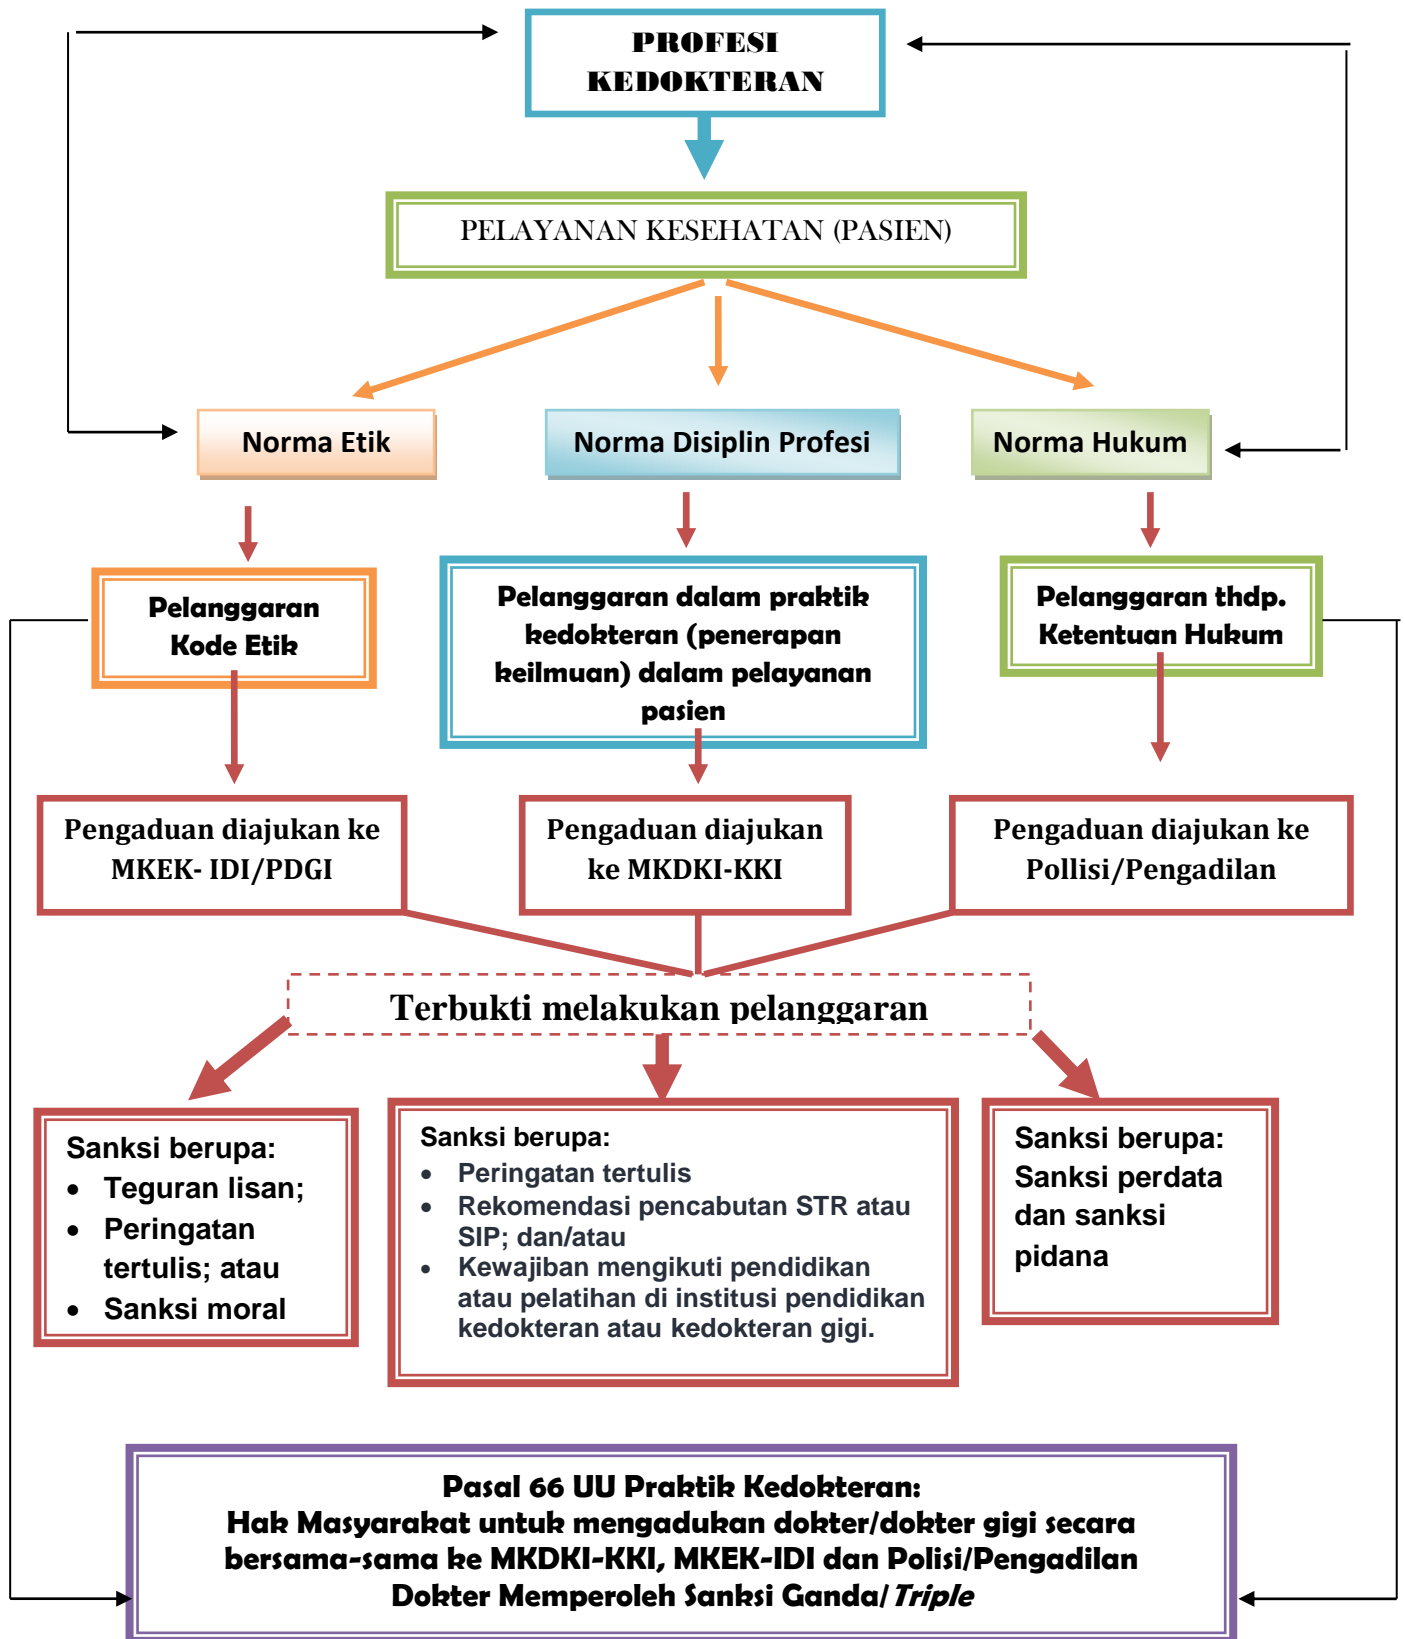 PROFESI
KEDOKTERAN
PELAYANAN KESEHATAN (PASIEN)
Norma Etik
Norma Disiplin Profesi
Norma Hukum
Pelanggaran
Kode Etik
Pelanggaran dalam praktik
kedokteran (penerapan
keilmuan) dalam pelayanan
pasien
Pelanggaran thdp.
Ketentuan Hukum
Pengaduan diajukan ke
MKEK- IDI/PDGI
Pengaduan diajukan
ke MKDKI-KKI
Pengaduan diajukan ke
Pollisi/Pengadilan
Terbukti melakukan pelanggaran
Sanksi berupa:
• Teguran lisan;
• Peringatan
tertulis; atau
• Sanksi moral
Sanksi berupa:
• Peringatan tertulis
• Rekomendasi pencabutan STR atau
SIP; dan/atau
• Kewajiban mengikuti pendidikan
atau pelatihan di institusi pendidikan
kedokteran atau kedokteran gigi.
Sanksi berupa:
Sanksi perdata
dan sanksi
pidana
Pasal 66 UU Praktik Kedokteran:
Hak Masyarakat untuk mengadukan dokter/dokter gigi secara
bersama-sama ke MKDKI-KKI, MKEK-IDI dan Polisi/Pengadilan
Dokter Memperoleh Sanksi Ganda/Triple